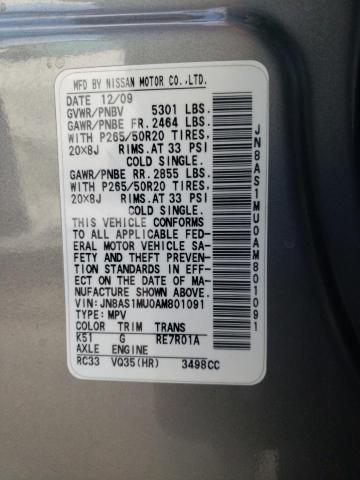 MFD BY NISSAN MOTOR CO.,LTD.
DATE 12/09
GVWR/PNBV 5301 LBS.
GAWR/PNBE FR. 2464 LBS.
WITH P265/50R20 TIRES,
20×8J RIMS.AT 33 PSI
COLD SINGLE.
GAWR/PNBE RR. 2855 LBS.
WITH P265/50R20 TIRES,
20×8J RIMS.AT 33 PSI
COLD SINGLE.
THIS VEHICLE CONFORMS
TO ALL APPLICABLE FED-
ERAL MOTOR VEHICLE SA-
FETY AND THEFT PREVENTI-
ON STANDARDS IN EFFECT
EFFECT ON THE DATE OF MA-
NUFACTURE SHOWN ABOVE.
VIN:JN8AS1MU0AM801091
TYPE: MPV
COLOR TRIM TRANS
K51 G RE7R01A
AXLE ENGINE
RC33 VQ35(HR) 3498CC
JN8AS1MU0AM801091